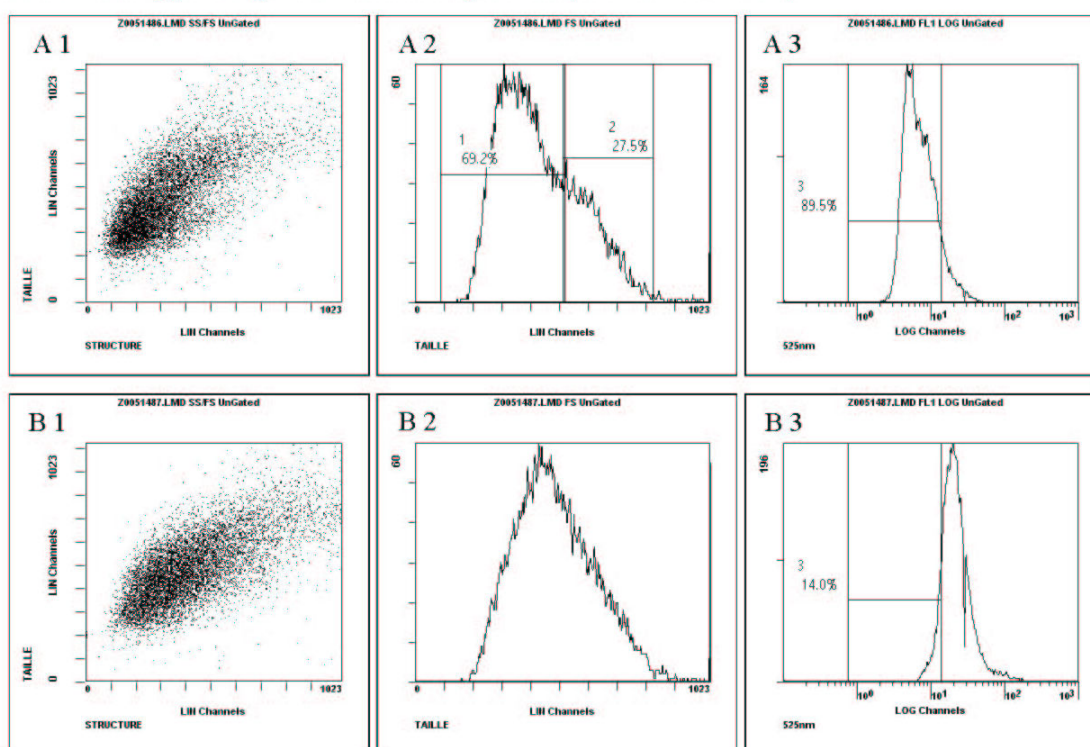 Z0051486.LMD SS/FS UnGated
A 1
1023
LIN Channels
0
TAILLE
0
1023
LIN Channels
STRUCTURE
Z0051486.LMD FS UnGated
A 2
60
1
69.2%
2
27.5%
0
1023
LIN Channels
TAILLE
Z0051486.LMD FL1 LOG UnGated
A 3
164
3
89.5%
10⁰
10¹
10²
10³
LOG Channels
525nm
Z0051487.LMD SS/FS UnGated
B 1
1023
LIN Channels
0
TAILLE
0
1023
LIN Channels
STRUCTURE
Z0051487.LMD FS UnGated
B 2
60
0
1023
LIN Channels
TAILLE
Z0051487.LMD FL1 LOG UnGated
B 3
196
3
14.0%
10⁰
10¹
10²
10³
LOG Channels
525nm